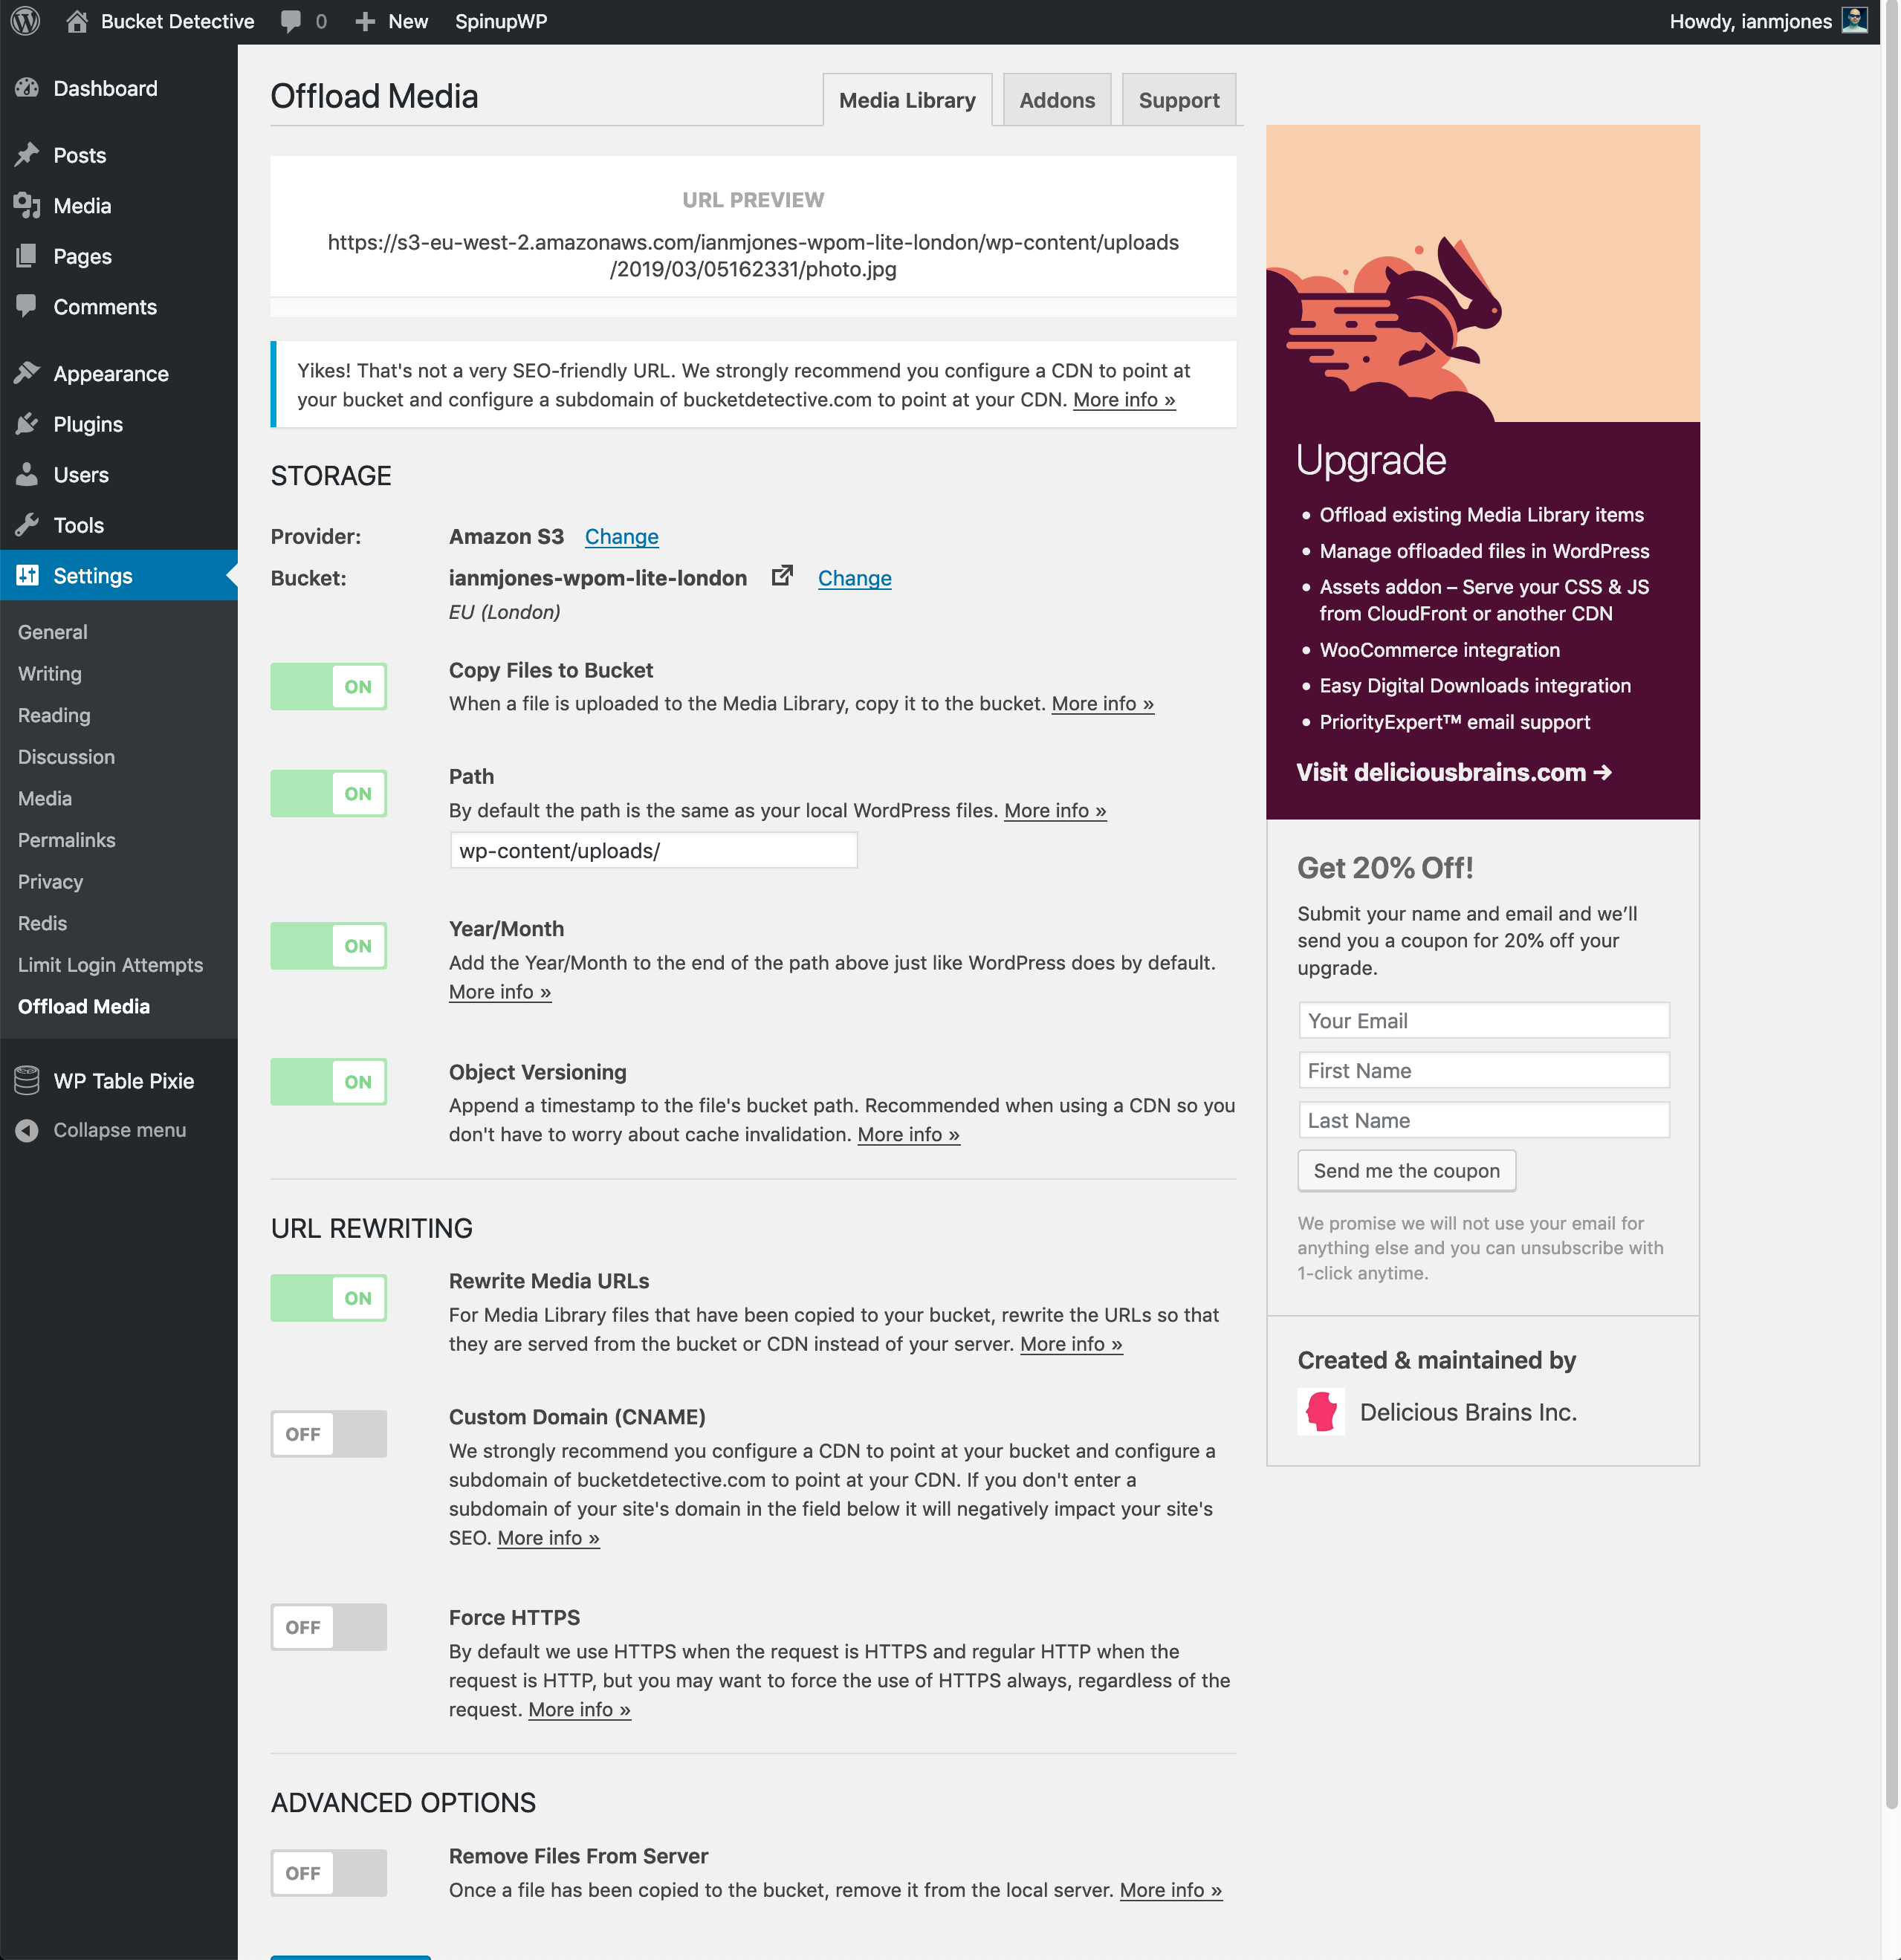 Bucket Detective
0
New
SpinupWP
Howdy, ianmjones
Dashboard
Posts
Media
Pages
Comments
Appearance
Plugins
Users
Tools
Settings
General
Writing
Reading
Discussion
Media
Permalinks
Privacy
Redis
Limit Login Attempts
Offload Media
WP Table Pixie
Collapse menu
Offload Media
Media Library
Addons
Support
URL PREVIEW
https://s3-eu-west-2.amazonaws.com/ianmjones-wpom-lite-london/wp-content/uploads
/2019/03/05162331/photo.jpg
Yikes! That's not a very SEO-friendly URL. We strongly recommend you configure a CDN to point at
your bucket and configure a subdomain of bucketdetective.com to point at your CDN. More info »
STORAGE
Provider: Amazon S3 Change
Bucket: ianmjones-wpom-lite-london Change
EU (London)
ON
Copy Files to Bucket
When a file is uploaded to the Media Library, copy it to the bucket. More info »
ON
Path
By default the path is the same as your local WordPress files. More info »
wp-content/uploads/
ON
Year/Month
Add the Year/Month to the end of the path above just like WordPress does by default.
More info »
ON
Object Versioning
Append a timestamp to the file's bucket path. Recommended when using a CDN so you
don't have to worry about cache invalidation. More info »
URL REWRITING
ON
Rewrite Media URLs
For Media Library files that have been copied to your bucket, rewrite the URLs so that
they are served from the bucket or CDN instead of your server. More info »
OFF
Custom Domain (CNAME)
We strongly recommend you configure a CDN to point at your bucket and configure a
subdomain of bucketdetective.com to point at your CDN. If you don't enter a
subdomain of your site's domain in the field below it will negatively impact your site's
SEO. More info »
OFF
Force HTTPS
By default we use HTTPS when the request is HTTPS and regular HTTP when the
request is HTTP, but you may want to force the use of HTTPS always, regardless of the
request. More info »
ADVANCED OPTIONS
OFF
Remove Files From Server
Once a file has been copied to the bucket, remove it from the local server. More info »
Upgrade
• Offload existing Media Library items
• Manage offloaded files in WordPress
• Assets addon – Serve your CSS & JS
from CloudFront or another CDN
• WooCommerce integration
• Easy Digital Downloads integration
• PriorityExpert™ email support
Visit deliciousbrains.com →
Get 20% Off!
Submit your name and email and we’ll
send you a coupon for 20% off your
upgrade.
Your Email
First Name
Last Name
Send me the coupon
We promise we will not use your email for
anything else and you can unsubscribe with
1-click anytime.
Created & maintained by
Delicious Brains Inc.